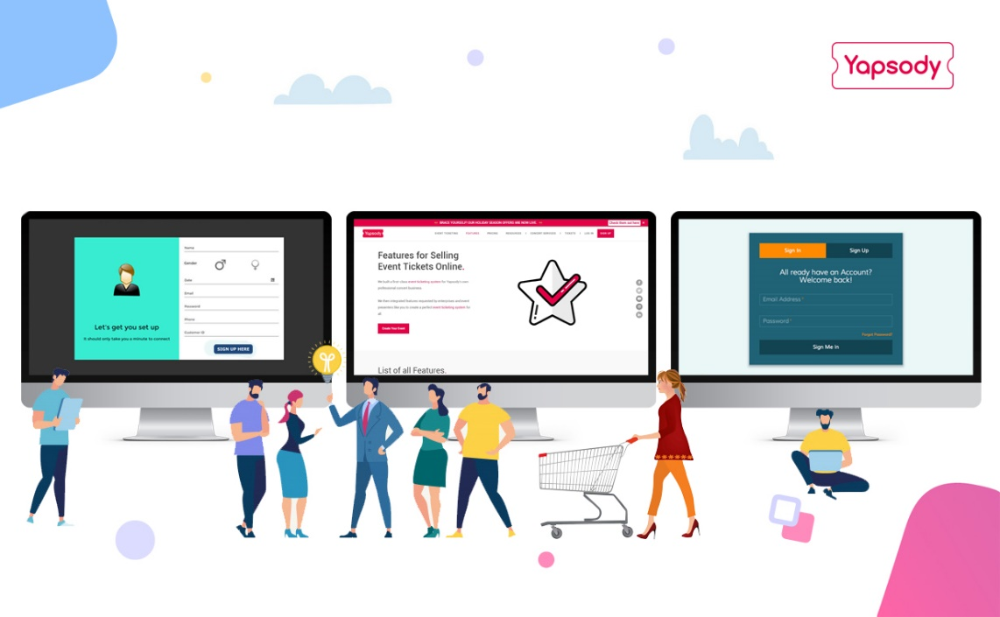 Yapsody
Let's get you set up
It should only take you a minute to connect
Name
Gender
Date
Email
Password
Phone
Customer ID
SIGN UP HERE
BRACE YOURSELF! OUR HOLIDAY SEASON OFFERS ARE NOW LIVE.
Check them out here
Yapsody
EVENT TICKETING FEATURES PRICING RESOURCES CONCERT SERVICES TICKETS LOG IN SIGN UP
Features for Selling
Event Tickets Online.
We built a first-class event ticketing system for Yapsody's own
professional concert business.
We then integrated features requested by enterprises and event
presenters like you to create a perfect event ticketing system for
all.
Create Your Event
List of all Features.
Sign In Sign Up
All ready have an Account?
Welcome back!
Email Address*
Password*
Forgot Password?
Sign Me In